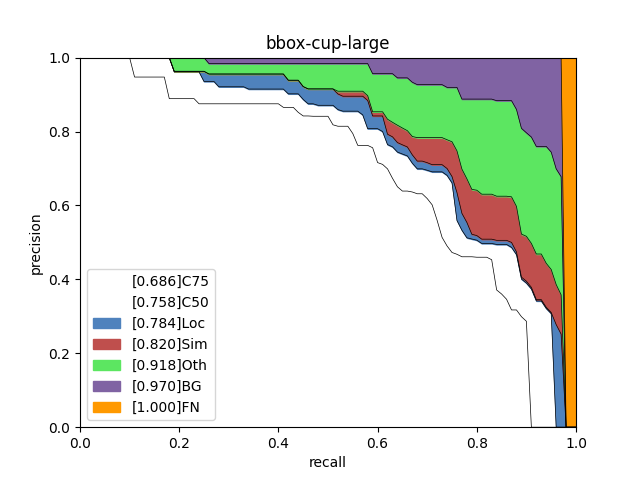 bbox-cup-large
1.0
0.8
0.6
0.4
0.2
0.0
precision
[0.686]C75
[0.758]C50
[0.784]Loc
[0.820]Sim
[0.918]Oth
[0.970]BG
[1.000]FN
0.0 0.2 0.4 0.6 0.8 1.0
recall